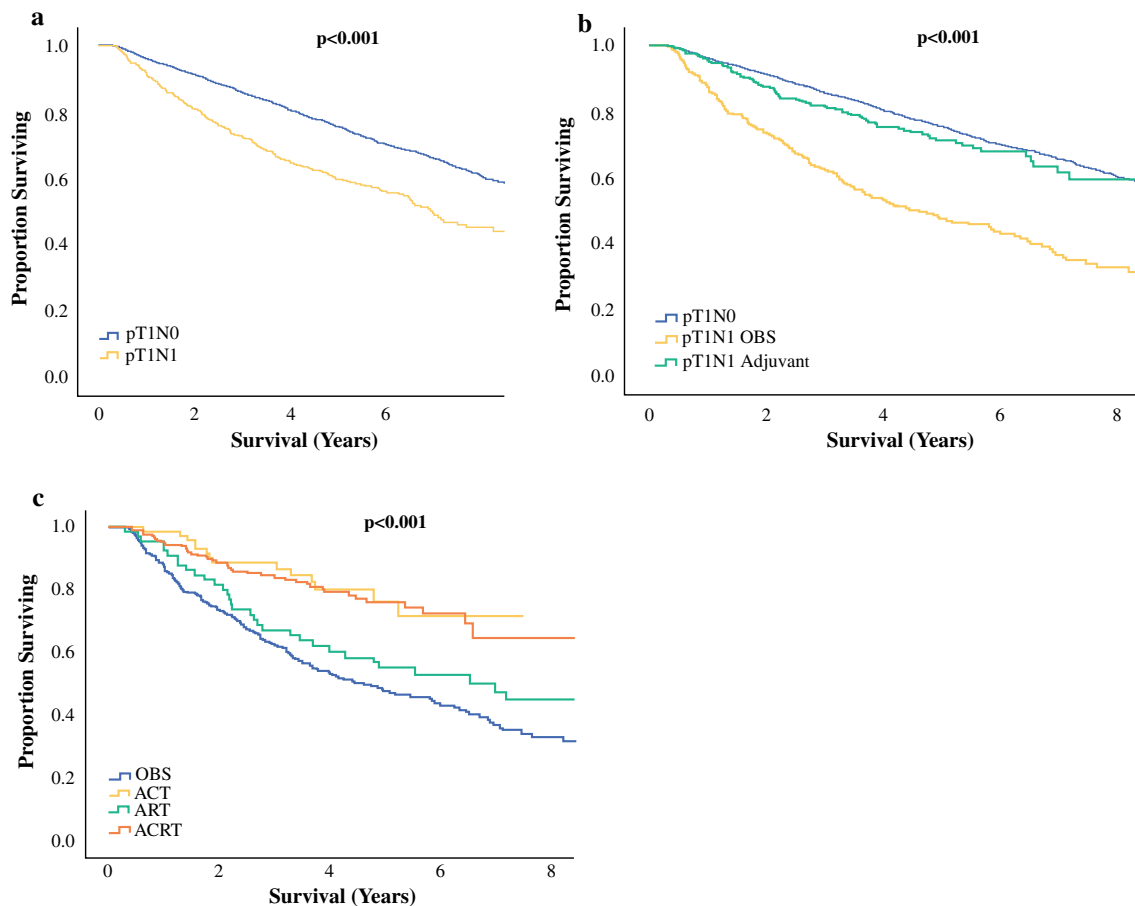 a
p<0.001
Proportion Surviving
1.0
0.8
0.6
0.4
0.2
0.0
pT1N0
pT1N1
0 2 4 6
Survival (Years)
b
p<0.001
Proportion Surviving
1.0
0.8
0.6
0.4
0.2
0.0
pT1N0
pT1N1 OBS
pT1N1 Adjuvant
0 2 4 6 8
Survival (Years)
c
p<0.001
Proportion Surviving
1.0
0.8
0.6
0.4
0.2
0.0
OBS
ACT
ART
ACRT
0 2 4 6 8
Survival (Years)